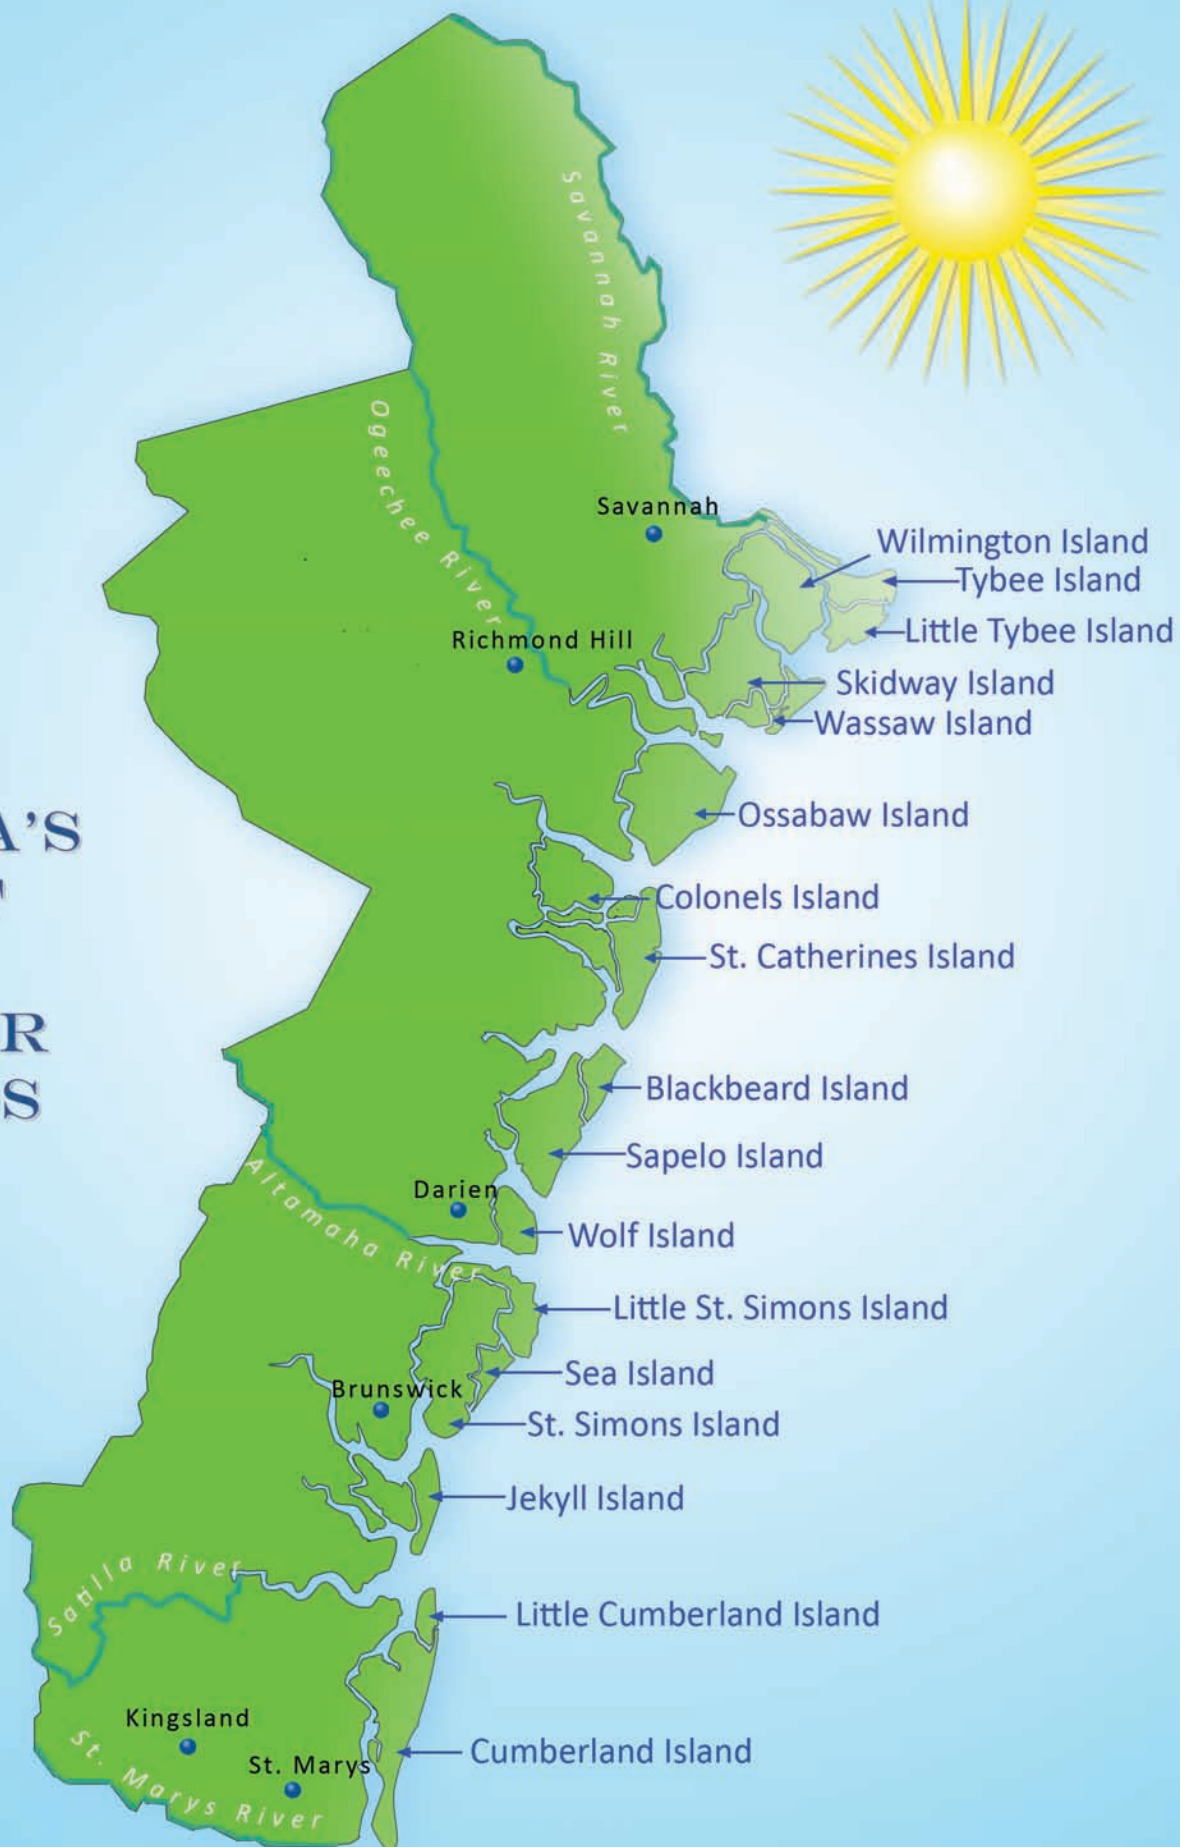 Savannah River
Ogeechee River
Savannah
Wilmington Island
Tybee Island
Little Tybee Island
Richmond Hill
Skidway Island
Wassaw Island
Ossabaw Island
A'S
Colonels Island
St. Catherines Island
R
S
Blackbeard Island
Sapelo Island
Altamaha River
Darien
Wolf Island
Little St. Simons Island
Sea Island
Brunswick
St. Simons Island
Jekyll Island
Satilla River
Little Cumberland Island
Kingsland
St. Marys
Cumberland Island
St. Marys River